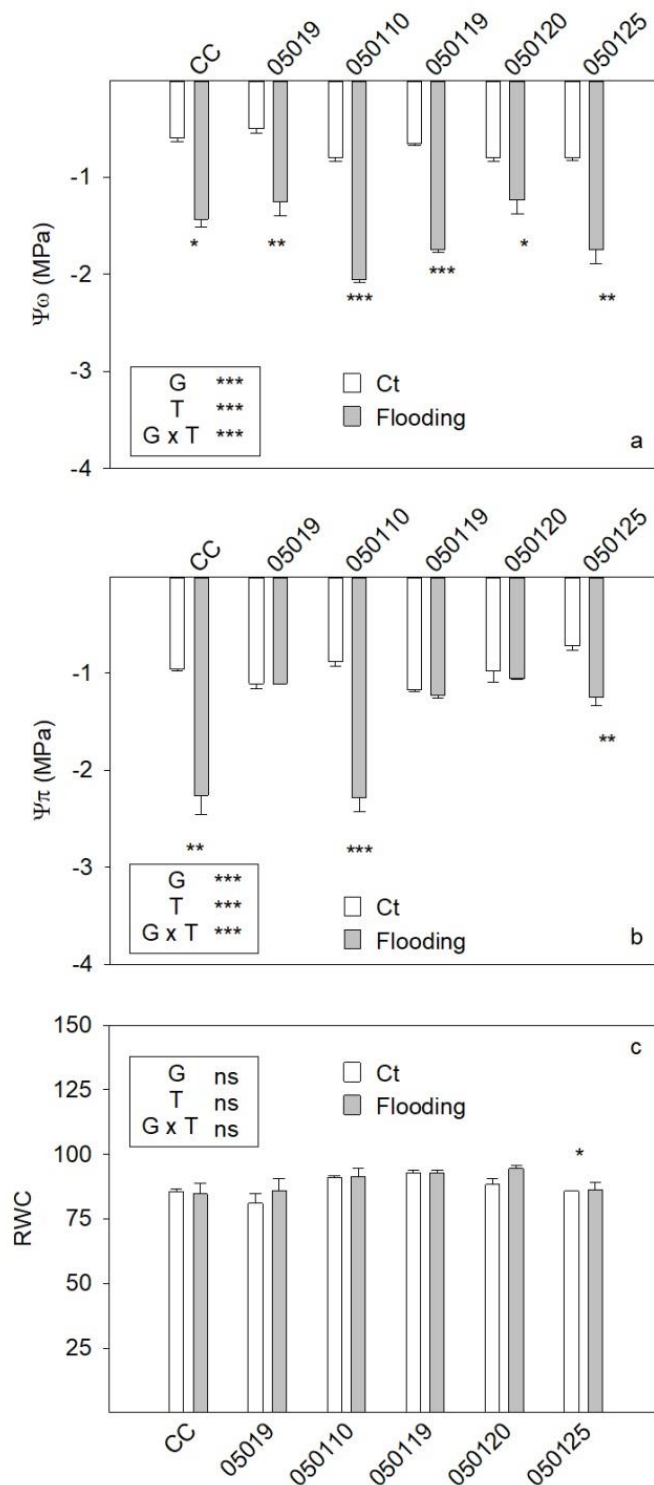 CC 05019 050110 050119 050120 050125
-1
-2
-3
-4
Ψω (MPa)
* ** *** *** * **
G ***
T ***
G x T ***
Ct
Flooding
a
CC 05019 050110 050119 050120 050125
-1
-2
-3
-4
Ψπ (MPa)
** *** **
G ***
T ***
G x T ***
Ct
Flooding
b
150
125
100
75
50
25
RWC
G ns
T ns
G x T ns
Ct
Flooding
c
*
CC 05019 050110 050119 050120 050125